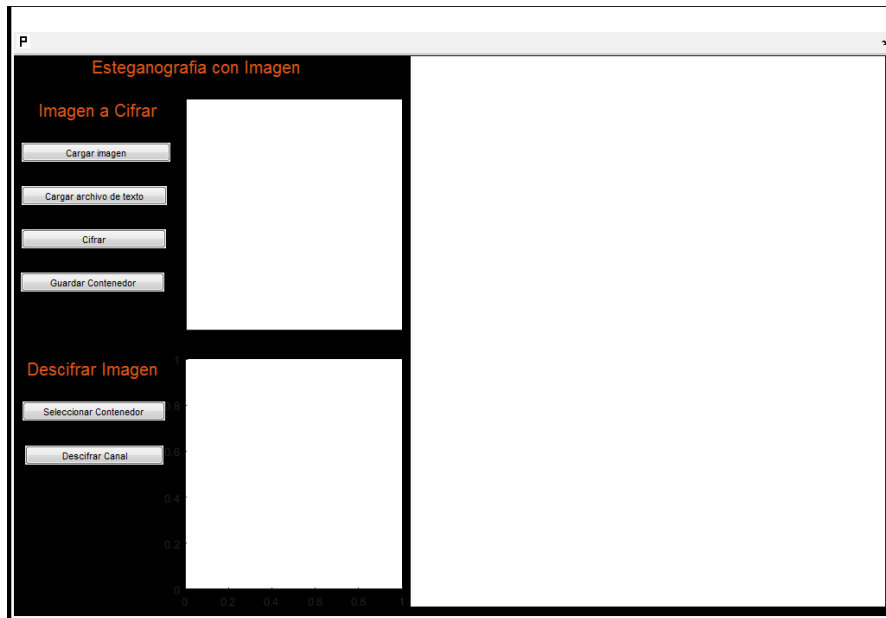 P
Esteganografia con Imagen
Imagen a Cifrar
Cargar imagen
Cargar archivo de texto
Cifrar
Guardar Contenedor
Descifrar Imagen
Seleccionar Contenedor
Descifrar Canal
1
0.8
0.6
0.4
0.2
0
0 0.2 0.4 0.6 0.8 1